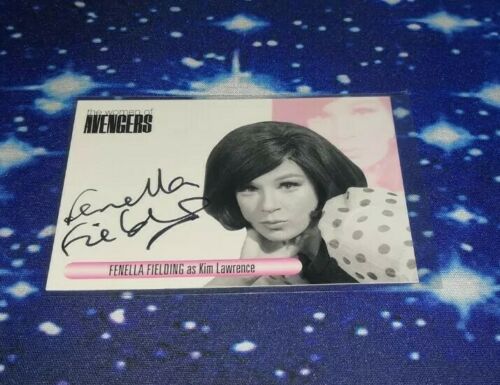 the women of
AVENGERS
Fenella
Fielding
FENELLA FIELDING as Kim Lawrence